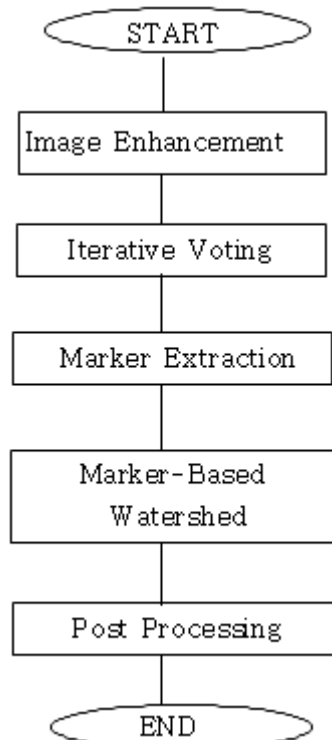 START
Image Enhancement
Iterative Voting
Marker Extraction
Marker-Based
Watershed
Post Processing
END